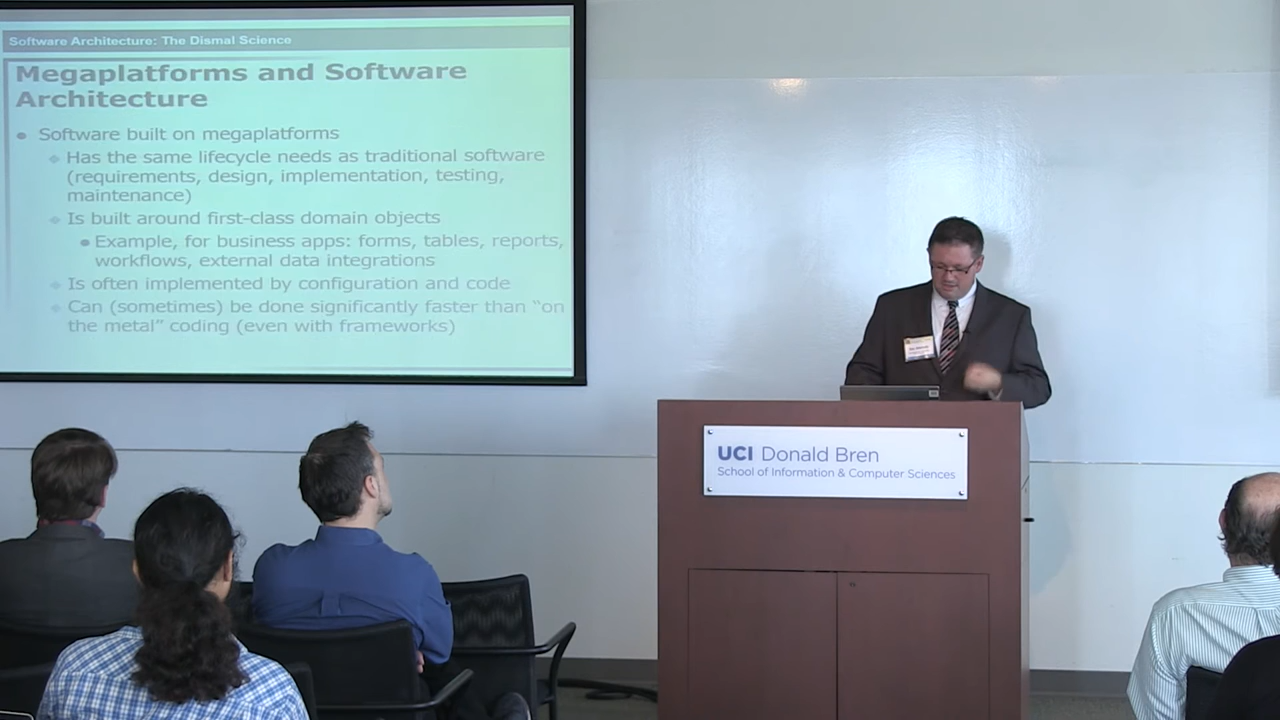 Software Architecture: The Dismal Science
Megaplatforms and Software
Architecture
Software built on megaplatforms
Has the same lifecycle needs as traditional software
(requirements, design, implementation, testing,
maintenance)
Is built around first-class domain objects
Example, for business apps: forms, tables, reports,
workflows, external data integrations
Is often implemented by configuration and code
Can (sometimes) be done significantly faster than “on
the metal” coding (even with frameworks)
UCI Donald Bren
School of Information & Computer Sciences